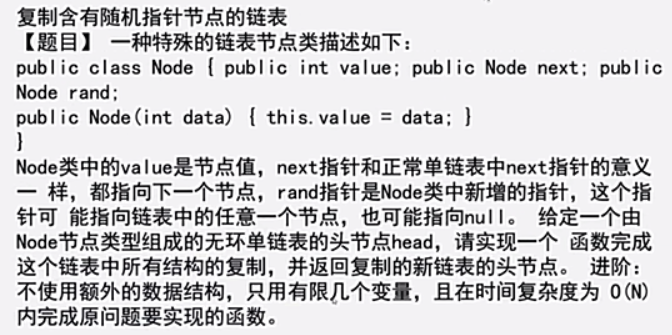 复制含有随机指针节点的链表
【题目】 一种特殊的链表节点类描述如下：
public class Node { public int value; public Node next; public
Node rand;
public Node(int data) { this.value = data; }
}
Node类中的value是节点值，next指针和正常单链表中next指针的意义
一 样，都指向下一个节点，rand指针是Node类中新增的指针，这个指
针可 能指向链表中的任意一个节点，也可能指向null。 给定一个由
Node节点类型组成的无环单链表的头节点head，请实现一个 函数完成
这个链表中所有结构的复制，并返回复制的新链表的头节点。 进阶：
不使用额外的数据结构，只用有限几个变量，且在时间复杂度为 O(N)
内完成原问题要实现的函数。